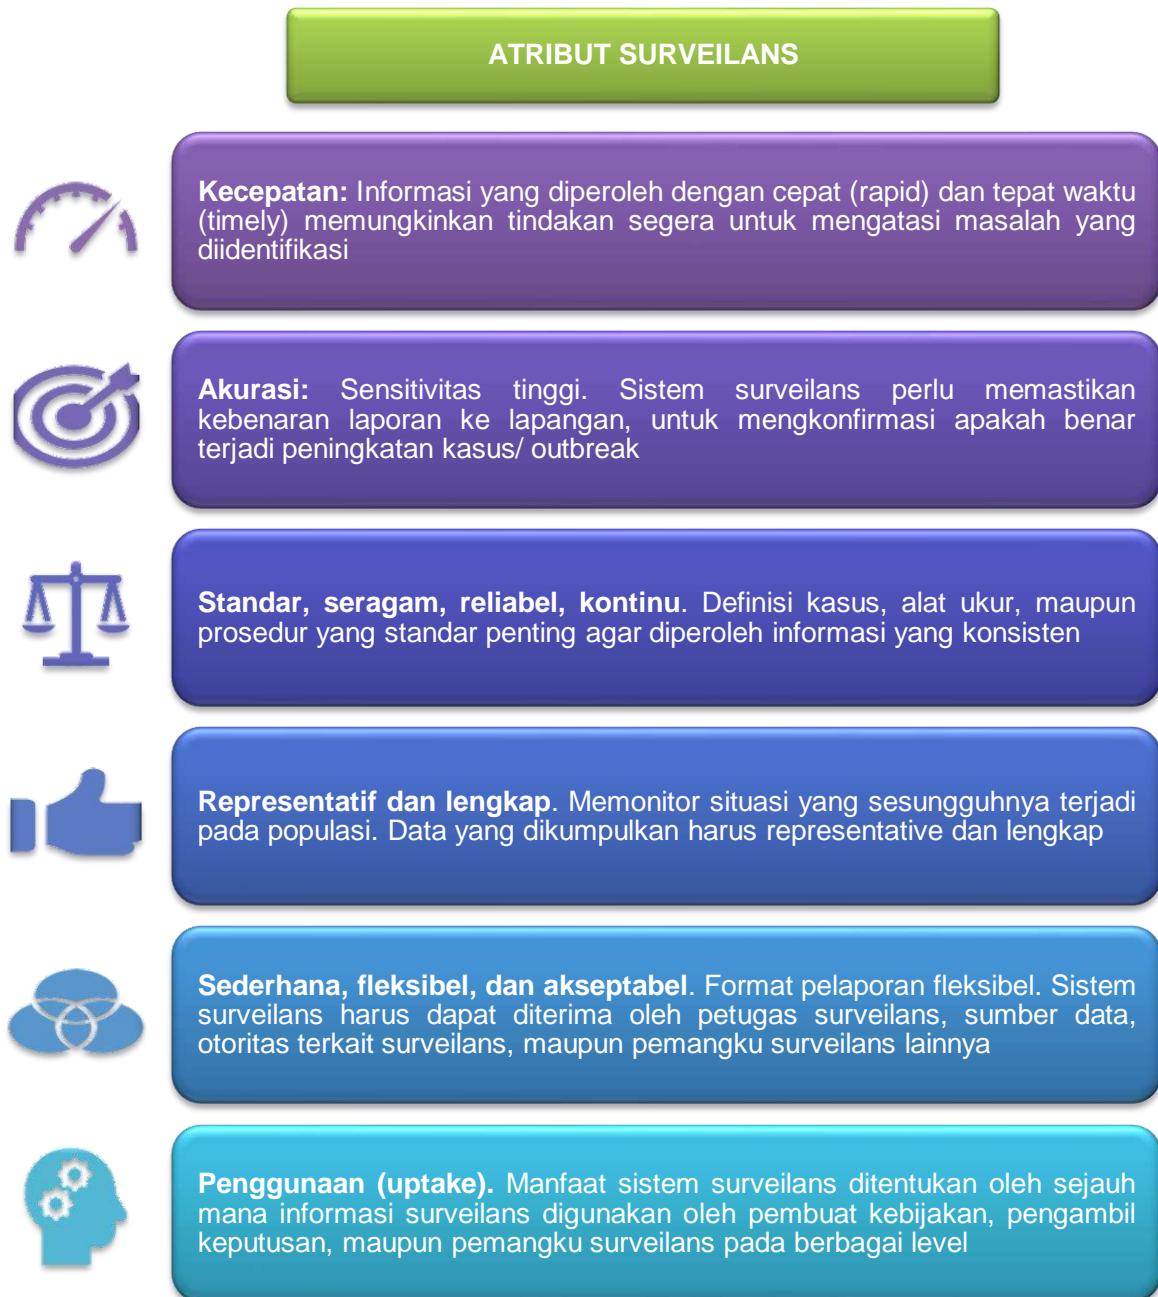 ATRIBUT SURVEILANS
Kecepatan: Informasi yang diperoleh dengan cepat (rapid) dan tepat waktu
(timely) memungkinkan tindakan segera untuk mengatasi masalah yang
diidentifikasi
Akurasi: Sensitivitas tinggi. Sistem surveilans perlu memastikan
kebenaran laporan ke lapangan, untuk mengkonfirmasi apakah benar
terjadi peningkatan kasus/ outbreak
Standar, seragam, reliabel, kontinu. Definisi kasus, alat ukur, maupun
prosedur yang standar penting agar diperoleh informasi yang konsisten
Representatif dan lengkap. Memonitor situasi yang sesungguhnya terjadi
pada populasi. Data yang dikumpulkan harus representative dan lengkap
Sederhana, fleksibel, dan akseptabel. Format pelaporan fleksibel. Sistem
surveilans harus dapat diterima oleh petugas surveilans, sumber data,
otoritas terkait surveilans, maupun pemangku surveilans lainnya
Penggunaan (uptake). Manfaat sistem surveilans ditentukan oleh sejauh
mana informasi surveilans digunakan oleh pembuat kebijakan, pengambil
keputusan, maupun pemangku surveilans pada berbagai level